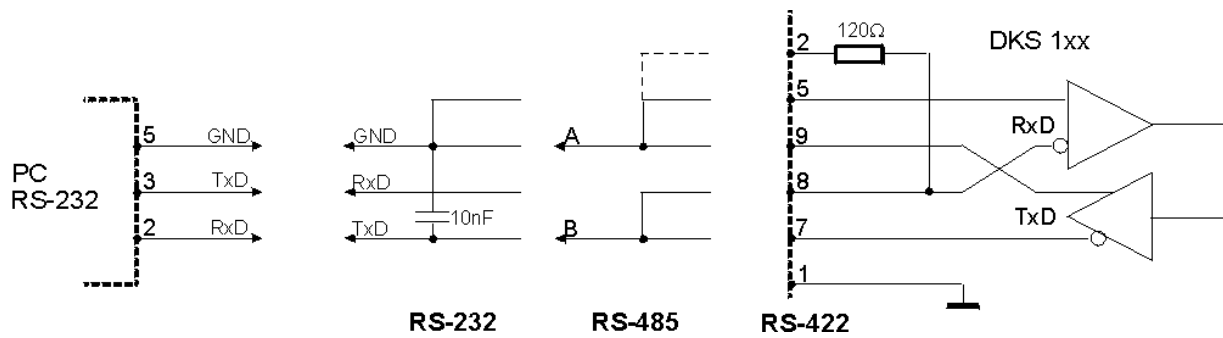 120Ω
DKS 1xx
2
5
RxD
5 GND
GND
A
9
PC
RS-232
3 TxD
RxD
8
2 RxD
TxD
10nF
B
7
TxD
1
RS-232
RS-485
RS-422